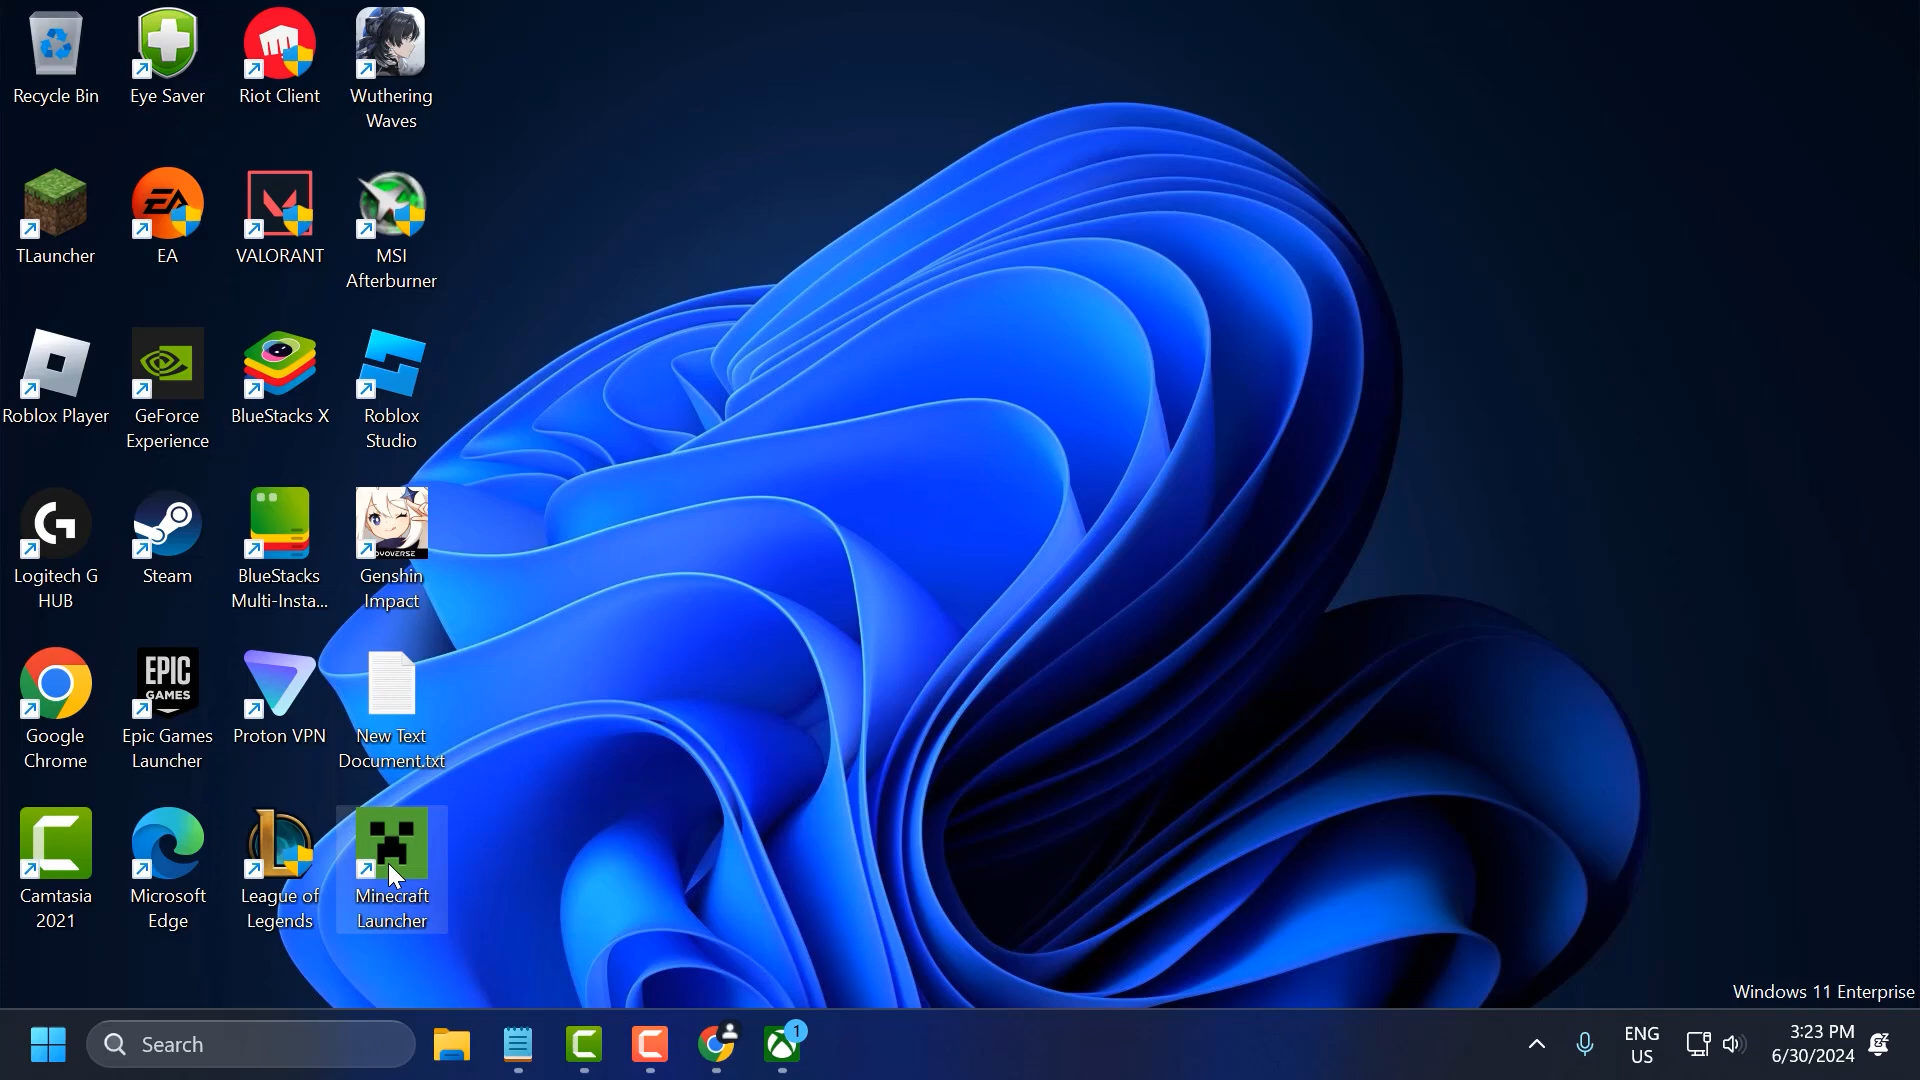 Recycle Bin
Eye Saver
Riot Client
Wuthering
Waves
TLauncher
EA
EA
VALORANT
MSI
Afterburner
Roblox Player
GeForce
Experience
BlueStacks X
Roblox
Studio
Logitech G
HUB
Steam
BlueStacks
Multi-Insta...
OYOVERSE
Genshin
Impact
Google
Chrome
EPIC
GAMES
Epic Games
Launcher
Proton VPN
New Text
Document.txt
Camtasia
2021
Microsoft
Edge
League of
Legends
Minecraft
Launcher
Windows 11 Enterprise
Search
1
ENG
US
3:23 PM
6/30/2024